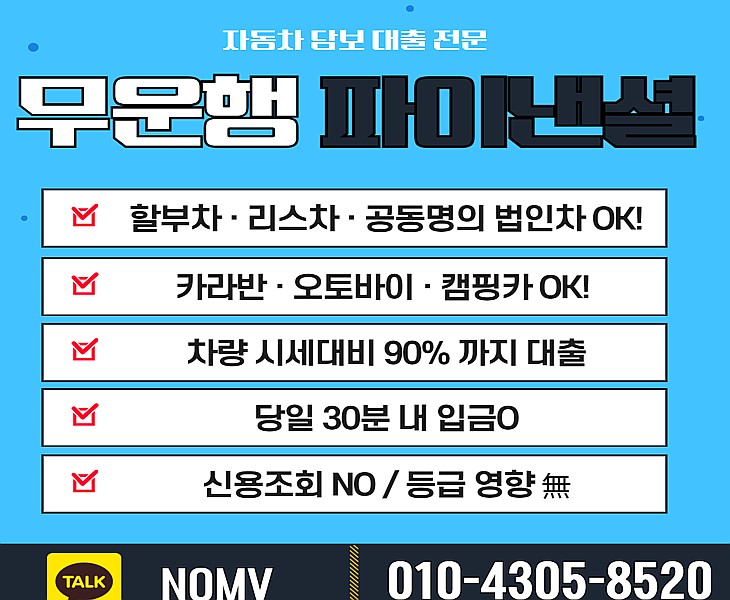 자동차 담보 대출 전문
무운행 파이낸셜
할부차 · 리스차 · 공동명의 법인차 OK!
카라반 · 오토바이 · 캠핑카 OK!
차량 시세대비 90% 까지 대출
당일 30분 내 입금O
신용조회 NO / 등급 영향 無
TALK
NOMV
010-4305-8520